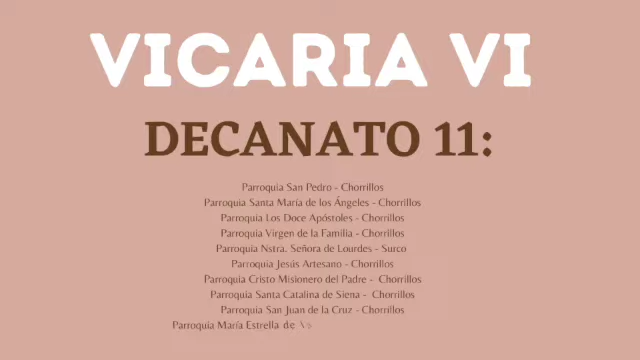 VICARIA VI
DECANATO 11:
Parroquia San Pedro - Chorrillos
Parroquia Santa María de los Ángeles - Chorrillos
Parroquia Los Doce Apóstoles - Chorrillos
Parroquia Virgen de la Familia - Chorrillos
Parroquia Nstra. Señora de Lourdes - Surco
Parroquia Jesús Artesano - Chorrillos
Parroquia Cristo Misionero del Padre - Chorrillos
Parroquia Santa Catalina de Siena - Chorrillos
Parroquia San Juan de la Cruz - Chorrillos
Parroquia María Estrella de